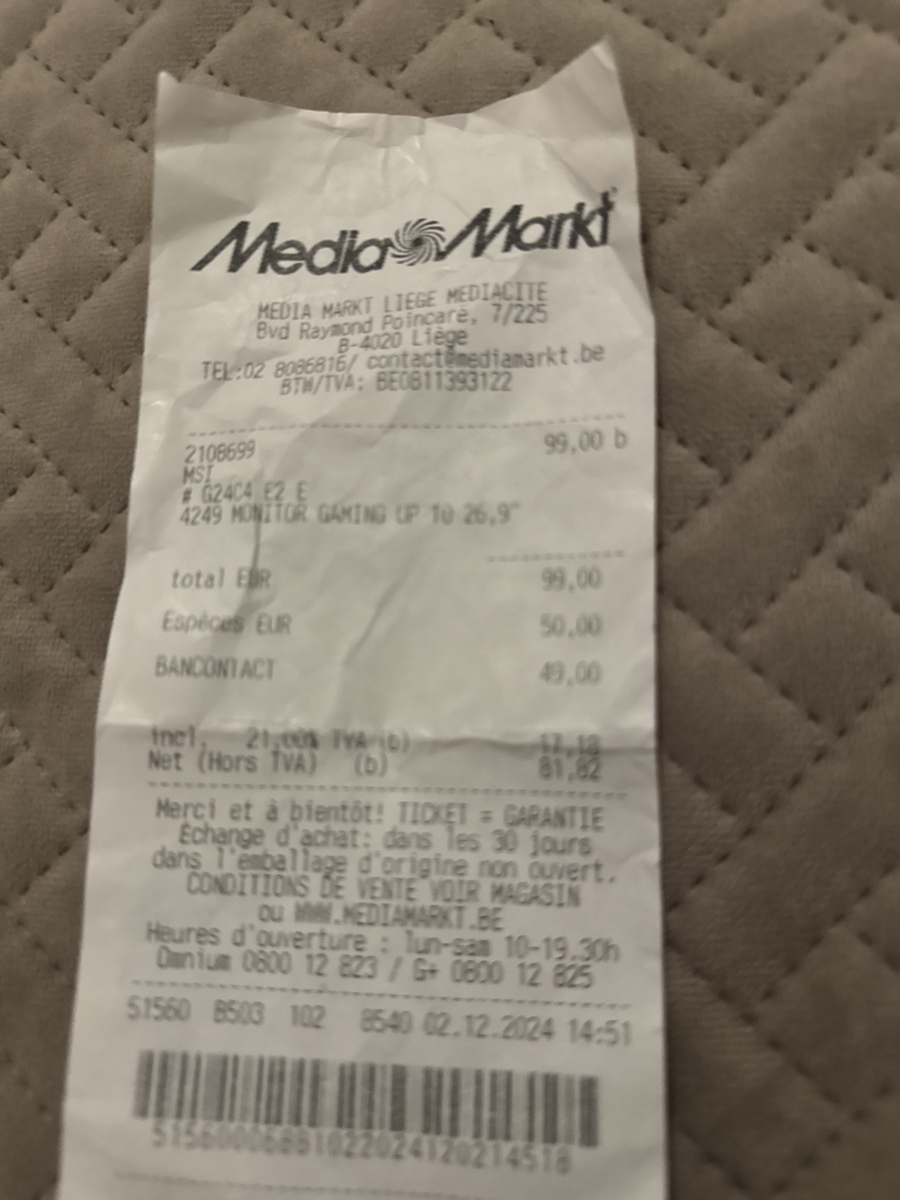 Media Markt
MEDIA MARKT LIEGE MEDIACITE
Bvd Raymond Poincaré, 7/225
B-4020 Liège
TEL:02 8086816/ contact@mediamarkt.be
BTW/TVA: BE0811393122
2108699 99,00 b
MSI
# G24C4 E2 E
4249 MONITOR GAMING UP TO 26,9"
total EUR 99,00
Espèces EUR 50,00
BANCONTACT 49,00
incl. 21,00% TVA (b) 17,18
Net (Hors TVA) (b) 81,82
Merci et à bientôt! TICKET = GARANTIE
Echange d'achat: dans les 30 jours
dans l'emballage d'origine non ouvert.
CONDITIONS DE VENTE VOIR MAGASIN
ou WWW.MEDIAMARKT.BE
Heures d'ouverture : lun-sam 10-19.30h
Omnium 0800 12 823 / G+ 0800 12 825
51560 B503 102 8540 02.12.2024 14:51